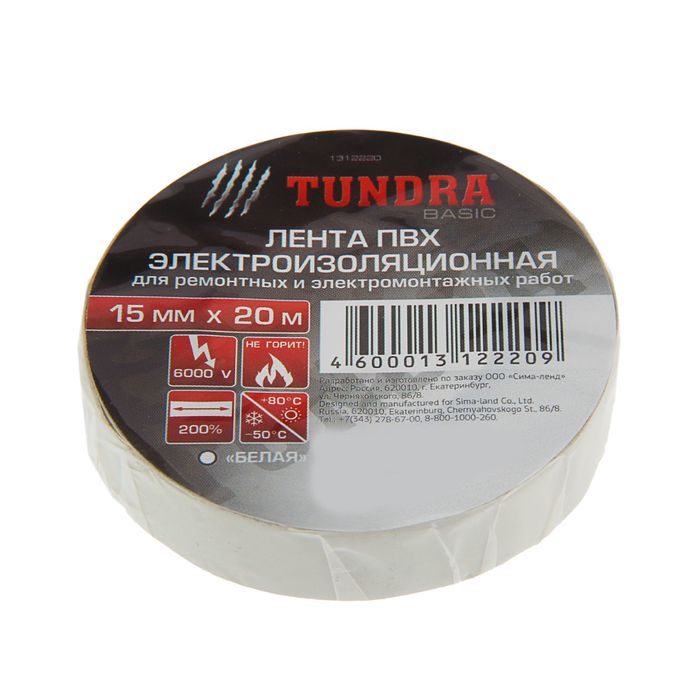 1312220
TUNDRA
BASIC
ЛЕНТА ПВХ
ЭЛЕКТРОИЗОЛЯЦИОННАЯ
для ремонтных и электромонтажных работ
15 мм х 20 м
6000 V
НЕ ГОРИТ!
200%
+80°C
-50°C
«БЕЛАЯ»
4 600013 122209
Разработано и изготовлено по заказу ООО «Сима-ленд»
Адрес: Россия, 620010, г. Екатеринбург,
ул. Черняховского, 86/8.
Designed and manufactured for Sima-land Co., Ltd.
Russia, 620010, Ekaterinburg, Chernyahovskogo St., 86/8.
Tel.: +7(343) 278-67-00, 8-800-1000-260.